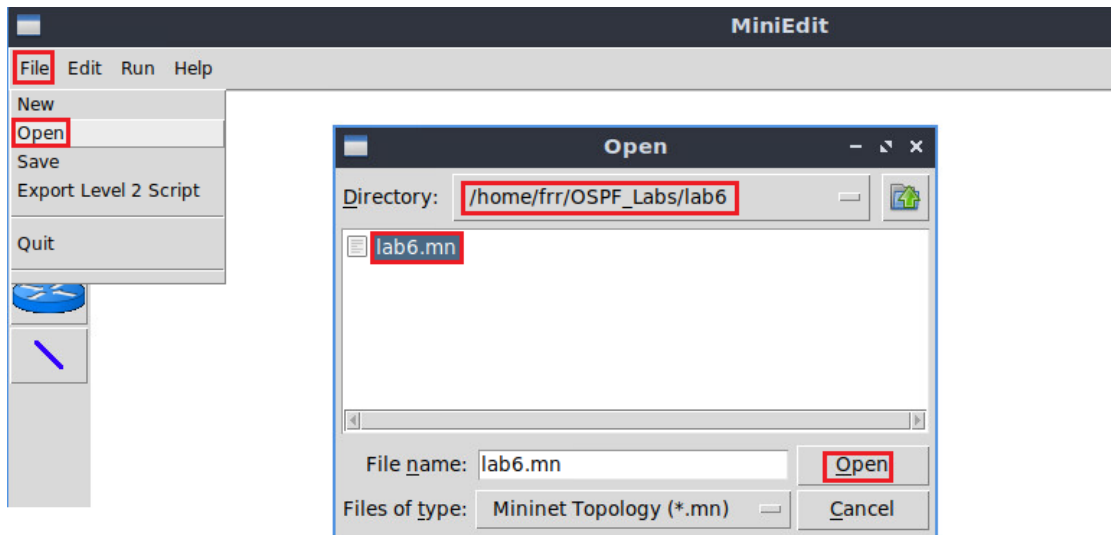 MiniEdit
File Edit Run Help
New
Open
Save
Export Level 2 Script
Quit
Open
Directory: /home/frr/OSPF_Labs/lab6
lab6.mn
File name: lab6.mn Open
Files of type: Mininet Topology (*.mn) Cancel